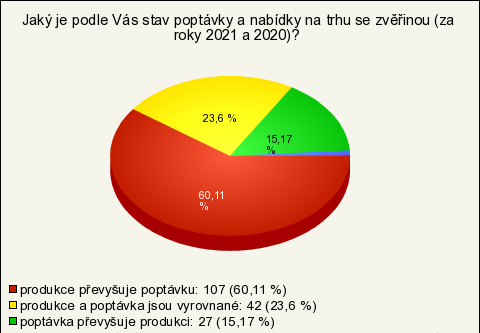 Jaký je podle Vás stav poptávky a nabídky na trhu se zvěřinou (za
roky 2021 a 2020)?
23,6 %
15,17
%
60,11
%
produkce převyšuje poptávku: 107 (60,11 %)
produkce a poptávka jsou vyrovnané: 42 (23,6 %)
poptávka převyšuje produkci: 27 (15,17 %)